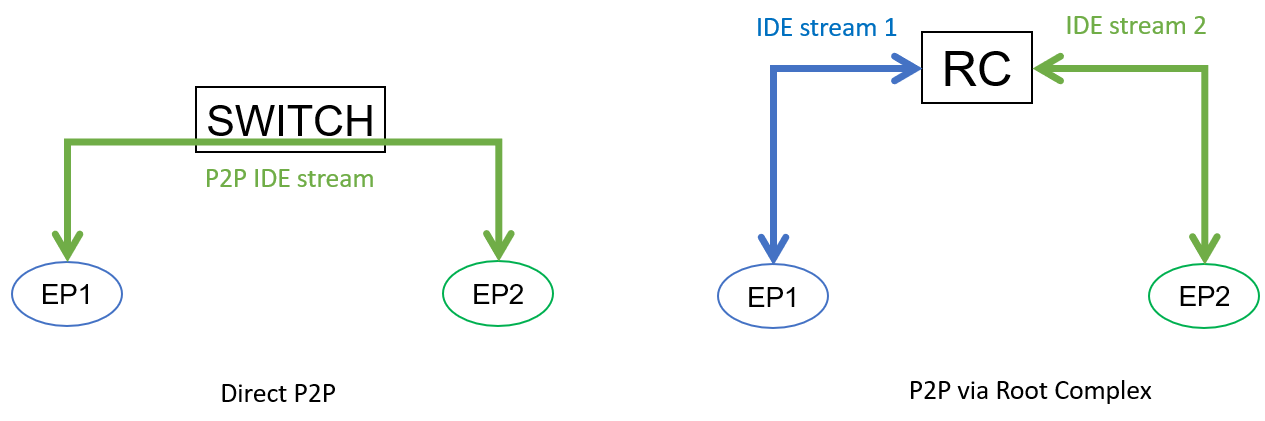 SWITCH
P2P IDE stream
EP1
EP2
Direct P2P
IDE stream 1
RC
IDE stream 2
EP1
EP2
P2P via Root Complex